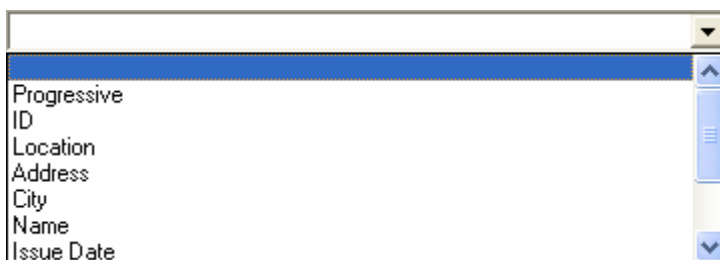 Progressive
ID
Location
Address
City
Name
Issue Date